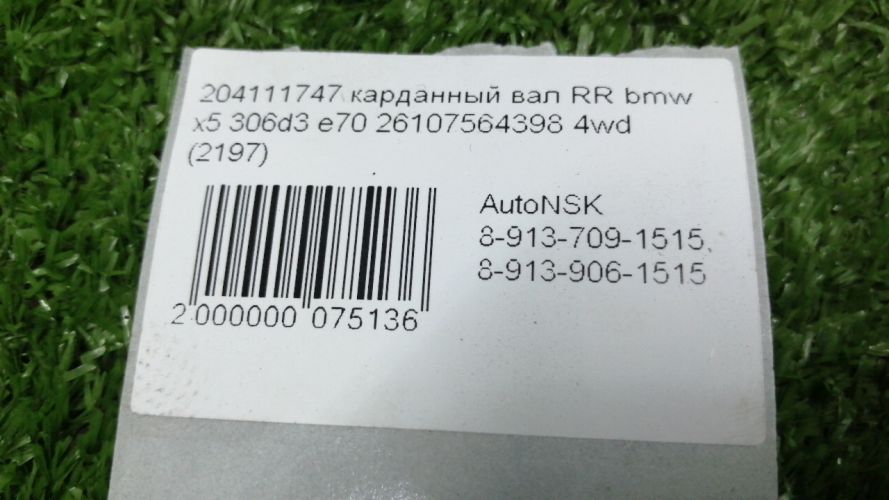 204111747 карданный вал RR bmw
x5 306d3 e70 26107564398 4wd
(2197)
AutoNSK
8-913-709-1515,
8-913-906-1515
2 000000 075136